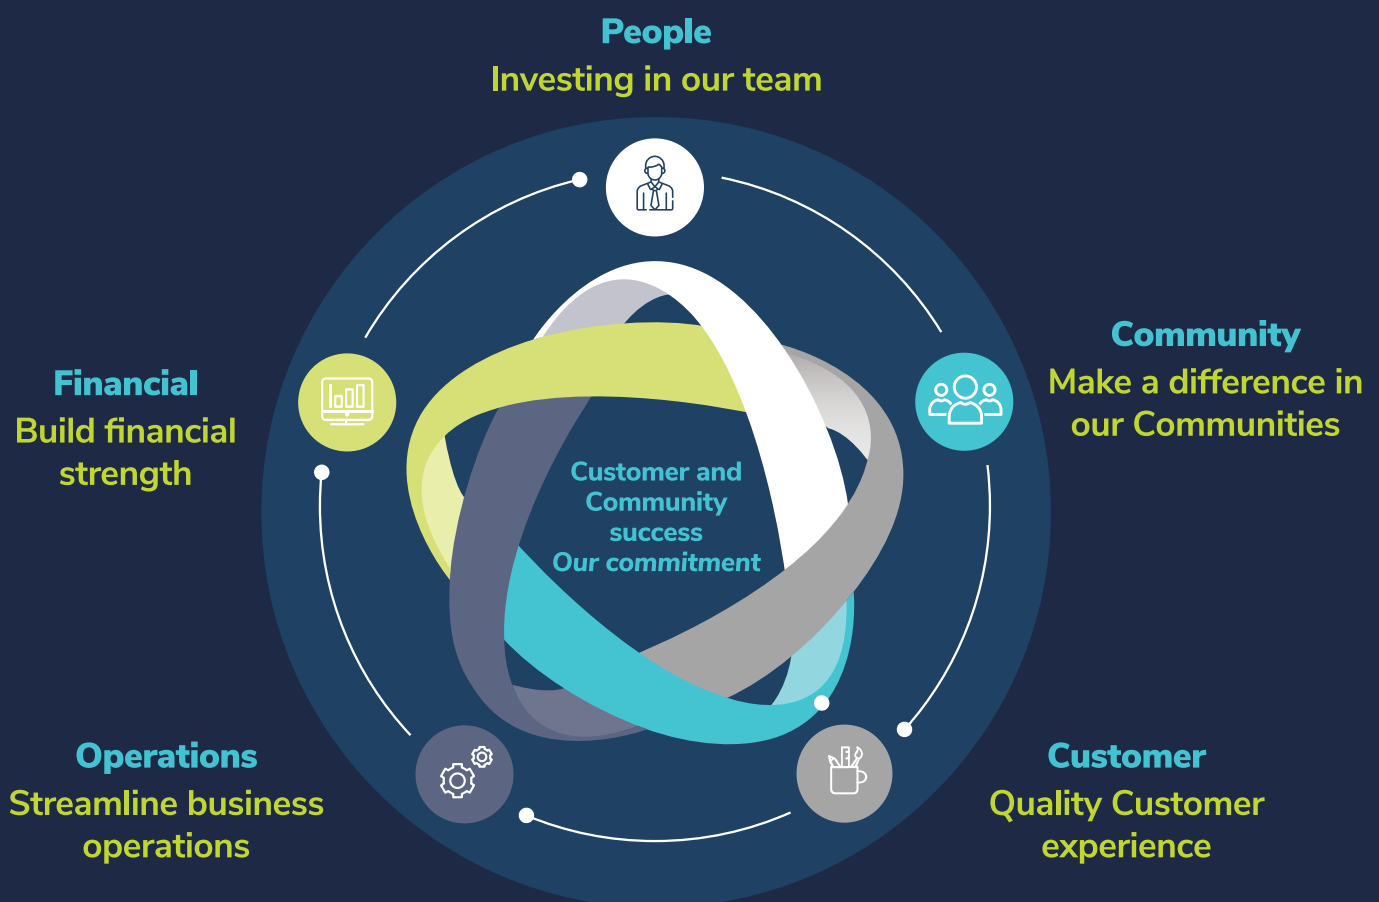 People
Investing in our team
Community
Make a difference in
our Communities
Financial
Build financial
strength
Customer and
Community
success
Our commitment
Operations
Streamline business
operations
Customer
Quality Customer
experience